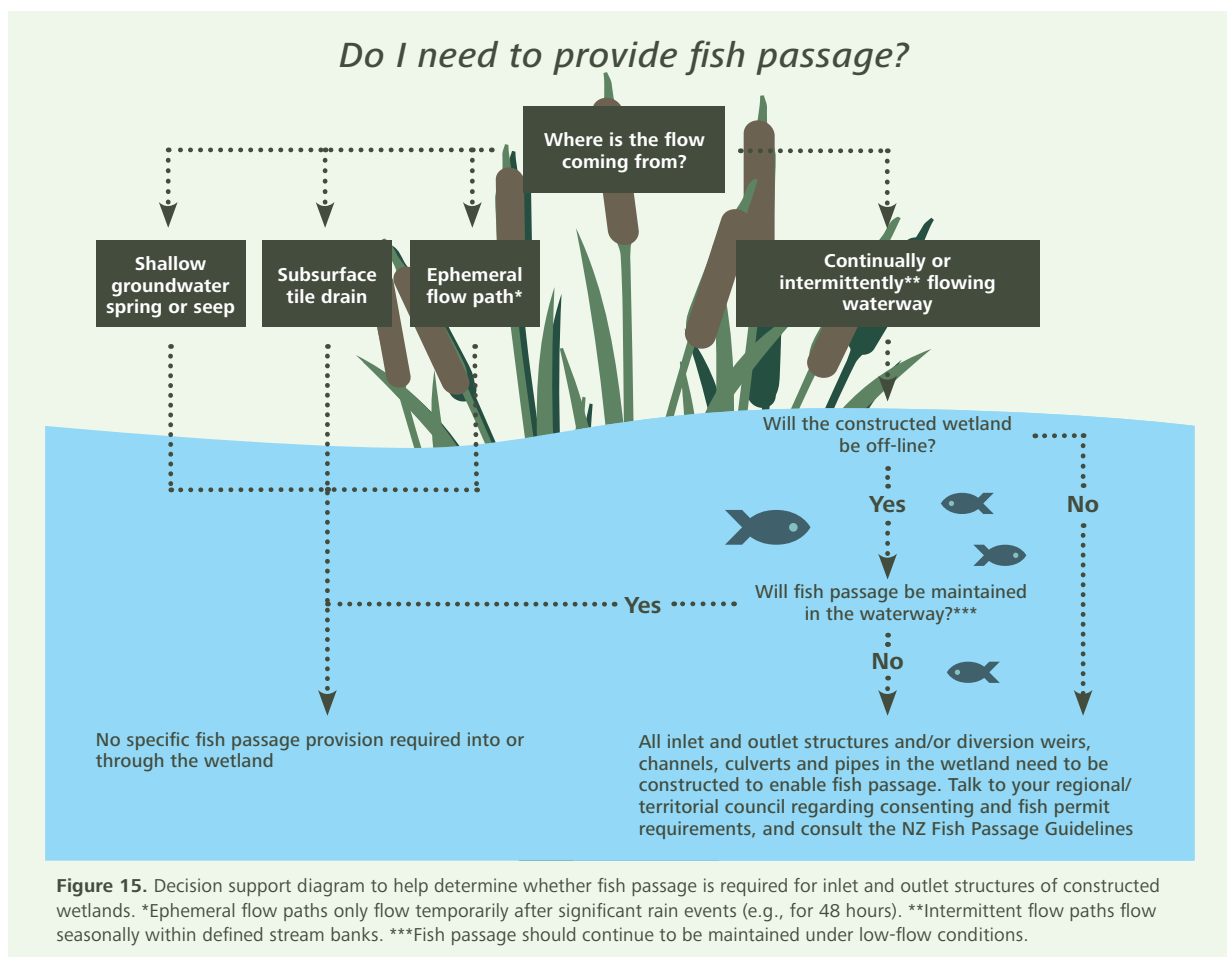 Do I need to provide fish passage?
Where is the flow
coming from?
Shallow
groundwater
spring or seep
Subsurface
tile drain
Ephemeral
flow path*
Continually or
intermittently** flowing
waterway
Will the constructed wetland
be off-line?
Yes
No
Will fish passage be maintained
in the waterway?***
Yes
No
No specific fish passage provision required into or
through the wetland
All inlet and outlet structures and/or diversion weirs,
channels, culverts and pipes in the wetland need to be
constructed to enable fish passage. Talk to your regional/
territorial council regarding consenting and fish permit
requirements, and consult the NZ Fish Passage Guidelines
Figure 15. Decision support diagram to help determine whether fish passage is required for inlet and outlet structures of constructed
wetlands. *Ephemeral flow paths only flow temporarily after significant rain events (e.g., for 48 hours). **Intermittent flow paths flow
seasonally within defined stream banks. ***Fish passage should continue to be maintained under low-flow conditions.